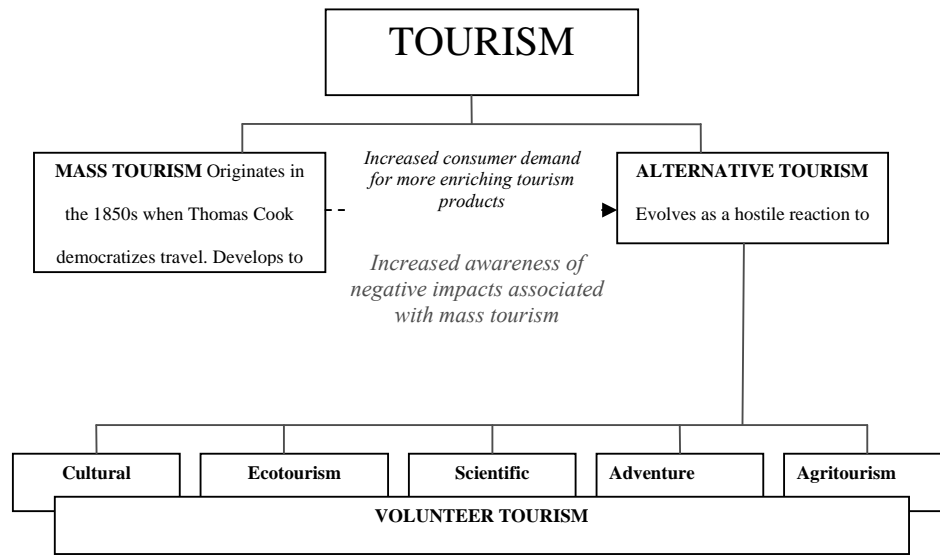 TOURISM
MASS TOURISM Originates in
the 1850s when Thomas Cook
democratizes travel. Develops to
Increased consumer demand
for more enriching tourism
products
Increased awareness of
negative impacts associated
with mass tourism
ALTERNATIVE TOURISM
Evolves as a hostile reaction to
Cultural
Ecotourism
Scientific
Adventure
Agritourism
VOLUNTEER TOURISM